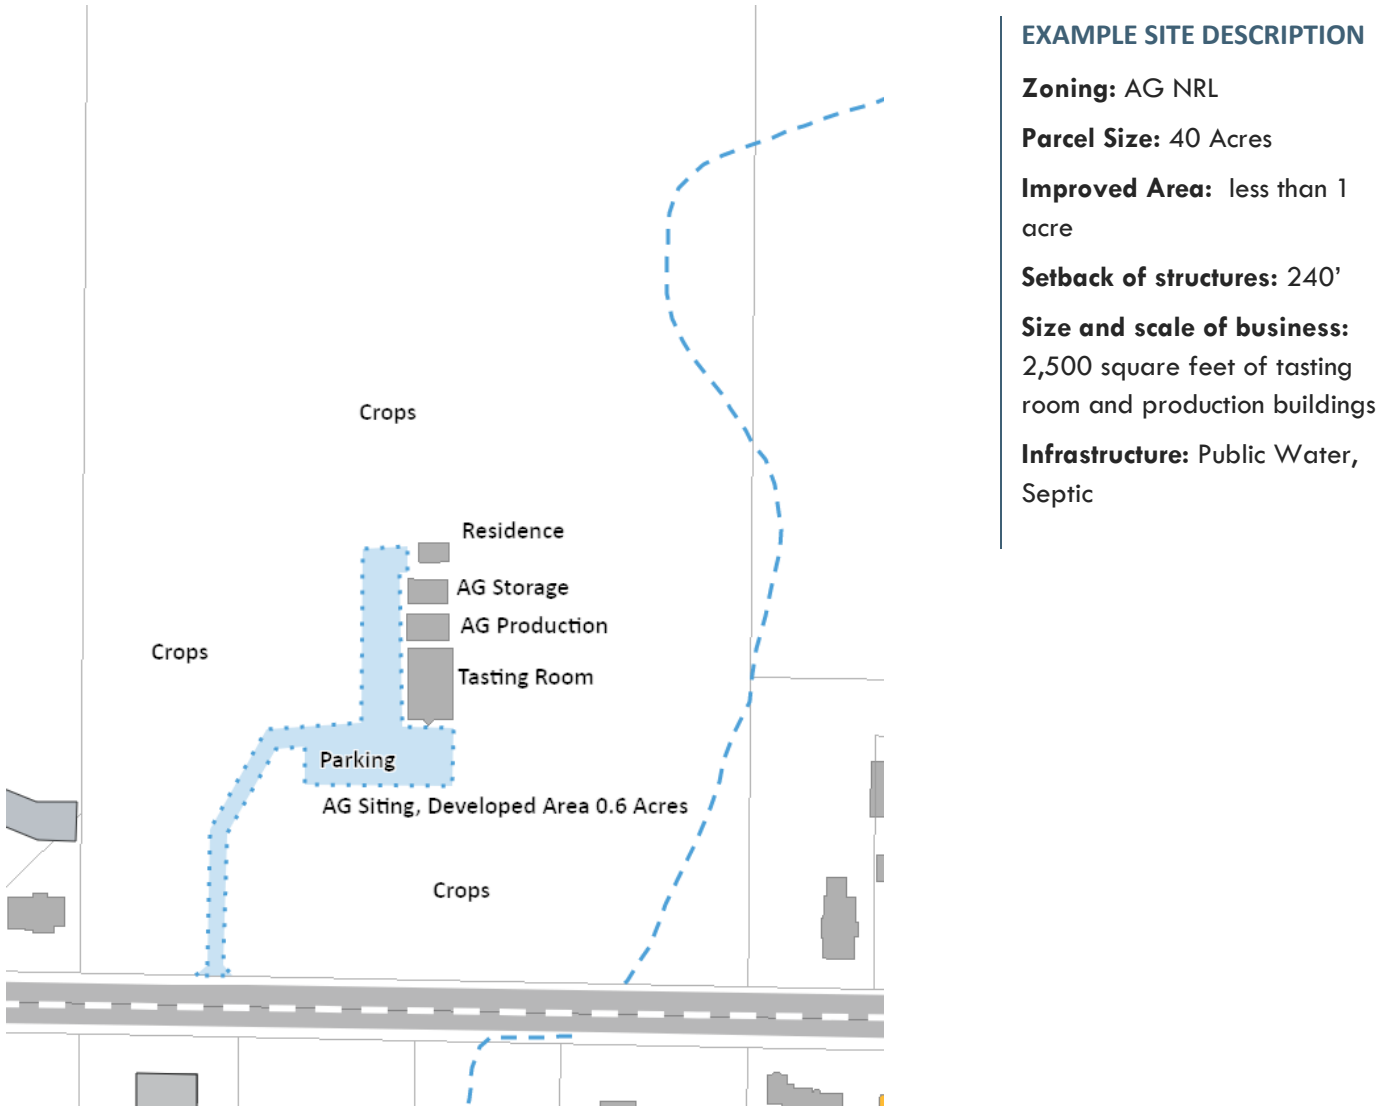 EXAMPLE SITE DESCRIPTION
Zoning: AG NRL
Parcel Size: 40 Acres
Improved Area: less than 1
acre
Setback of structures: 240’
Size and scale of business:
2,500 square feet of tasting
room and production buildings
Infrastructure: Public Water,
Septic
Crops
Residence
AG Storage
AG Production
Crops
Tasting Room
Parking
AG Siting, Developed Area 0.6 Acres
Crops